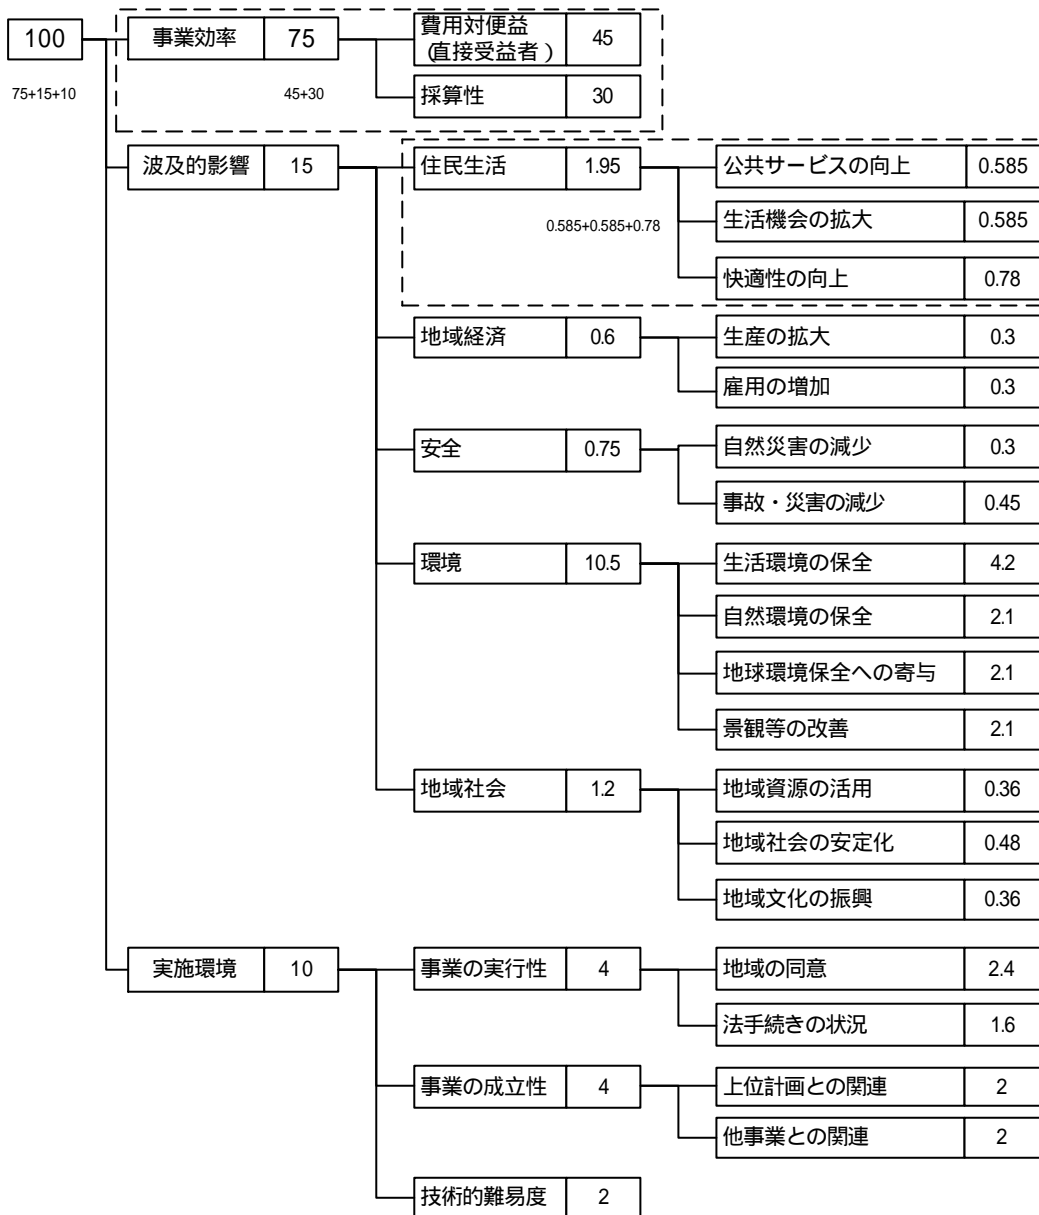 100
75+15+10
事業効率 75
45+30
費用対便益
(直接受益者) 45
採算性 30
波及的影響 15
住民生活 1.95
0.585+0.585+0.78
公共サービスの向上 0.585
生活機会の拡大 0.585
快適性の向上 0.78
地域経済 0.6
生産の拡大 0.3
雇用の増加 0.3
安全 0.75
自然災害の減少 0.3
事故・災害の減少 0.45
環境 10.5
生活環境の保全 4.2
自然環境の保全 2.1
地球環境保全への寄与 2.1
景観等の改善 2.1
地域社会 1.2
地域資源の活用 0.36
地域社会の安定化 0.48
地域文化の振興 0.36
実施環境 10
事業の実行性 4
地域の同意 2.4
法手続きの状況 1.6
事業の成立性 4
上位計画との関連 2
他事業との関連 2
技術的難易度 2